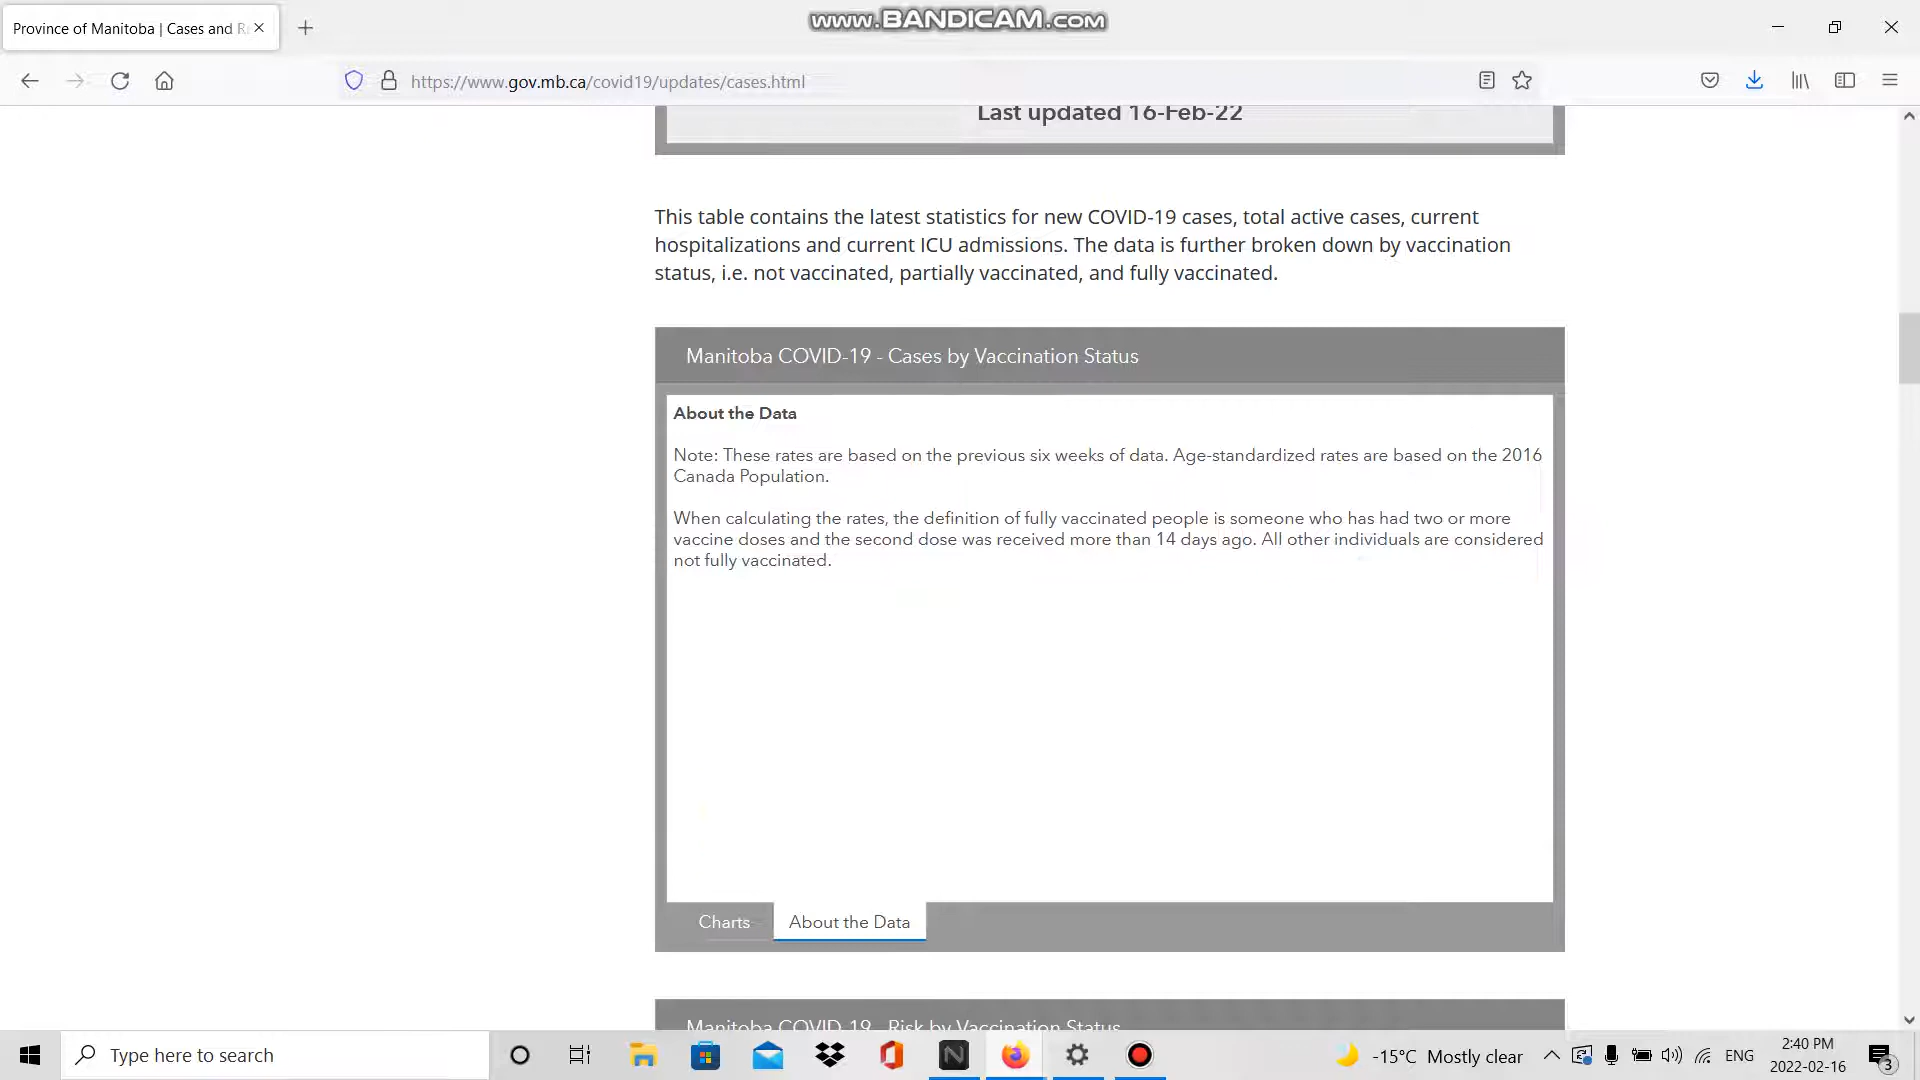 www.BANDICAM.com
Province of Manitoba | Cases and R
https://www.gov.mb.ca/covid19/updates/cases.html
Last updated 16-Feb-22
This table contains the latest statistics for new COVID-19 cases, total active cases, current
hospitalizations and current ICU admissions. The data is further broken down by vaccination
status, i.e. not vaccinated, partially vaccinated, and fully vaccinated.
Manitoba COVID-19 - Cases by Vaccination Status
About the Data
Note: These rates are based on the previous six weeks of data. Age-standardized rates are based on the 2016
Canada Population.
When calculating the rates, the definition of fully vaccinated people is someone who has had two or more
vaccine doses and the second dose was received more than 14 days ago. All other individuals are considered
not fully vaccinated.
Charts
About the Data
Manitoba COVID-19 - Risk by Vaccination Status
Type here to search
-15°C Mostly clear
ENG
2:40 PM
2022-02-16
3